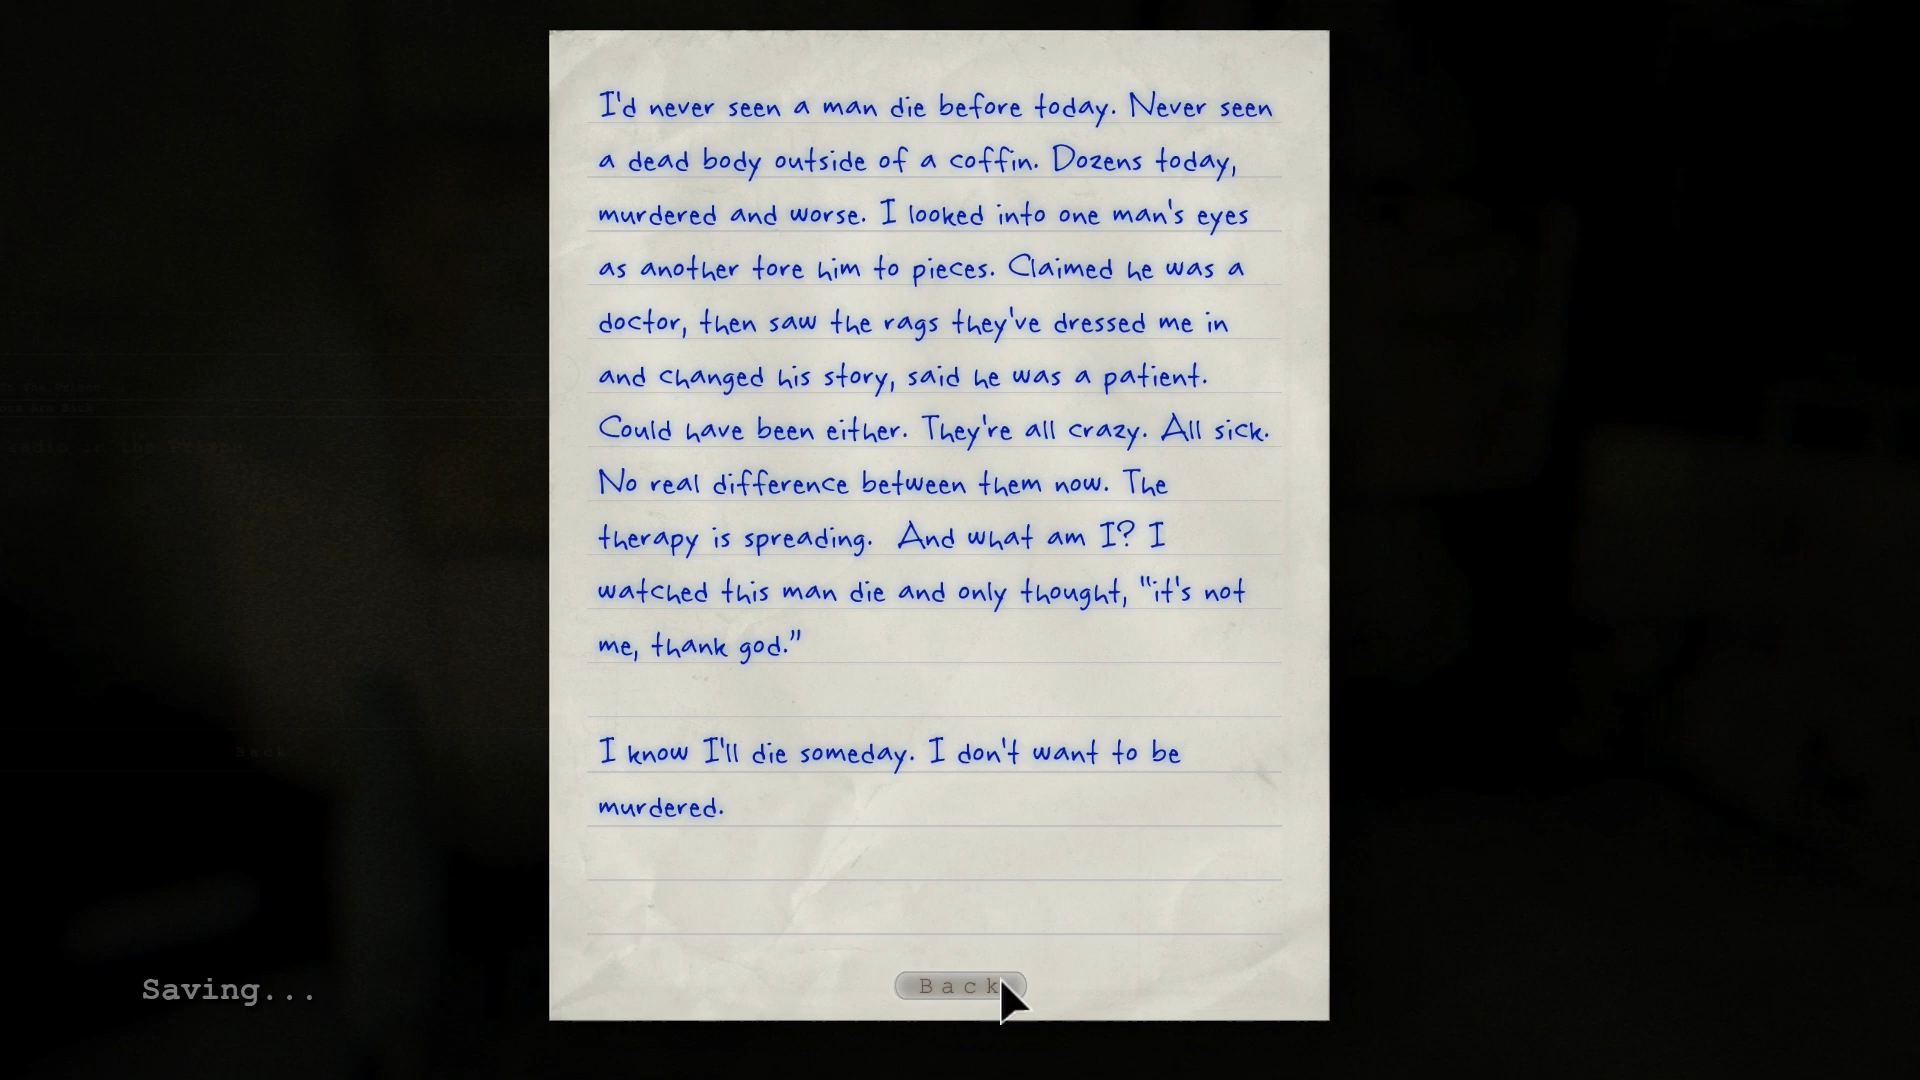 I'd never seen a man die before today. Never seen
a dead body outside of a coffin. Dozens today,
murdered and worse. I looked into one man's eyes
as another tore him to pieces. Claimed he was a
doctor, then saw the rags they've dressed me in
and changed his story, said he was a patient.
Could have been either. They're all crazy. All sick.
No real difference between them now. The
therapy is spreading.  And what am I? I
watched this man die and only thought, "it's not
me, thank god."
I know I'll die someday. I don't want to be
murdered.
Back
Saving...
Back